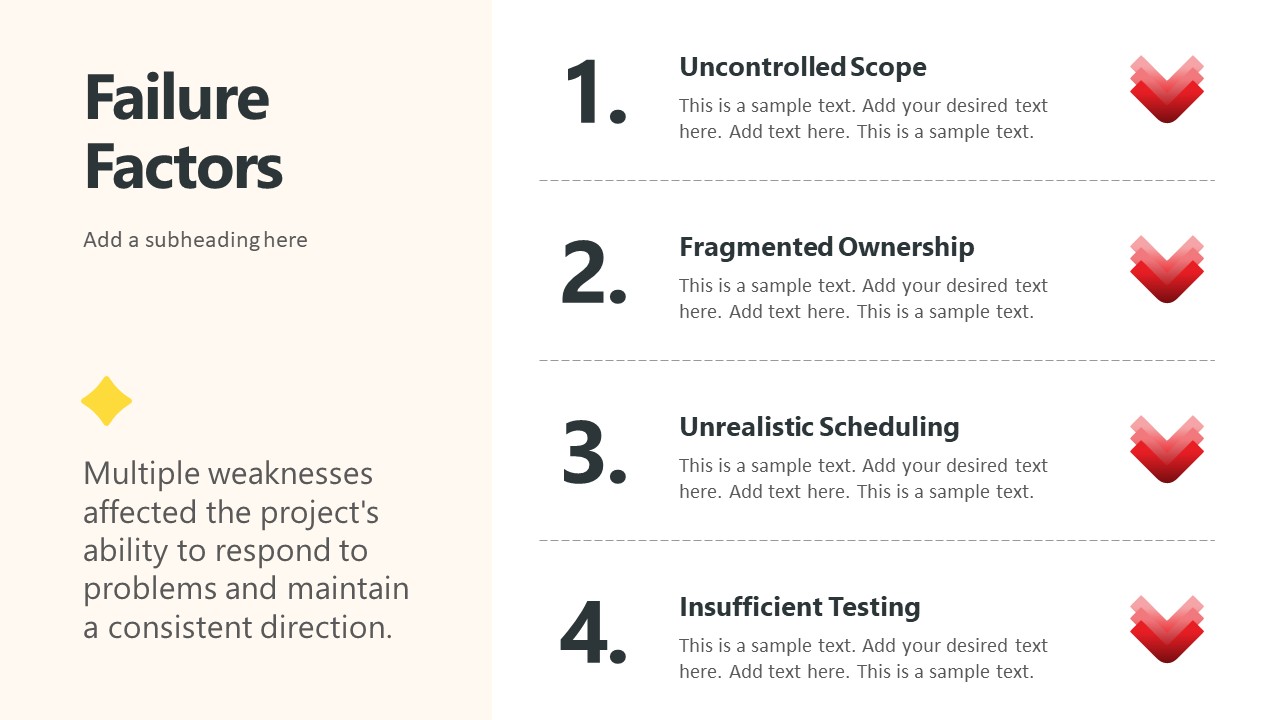 Failure
Factors
Add a subheading here
Multiple weaknesses
affected the project's
ability to respond to
problems and maintain
a consistent direction.
1.
Uncontrolled Scope
This is a sample text. Add your desired text
here. Add text here. This is a sample text.
2.
Fragmented Ownership
This is a sample text. Add your desired text
here. Add text here. This is a sample text.
3.
Unrealistic Scheduling
This is a sample text. Add your desired text
here. Add text here. This is a sample text.
4.
Insufficient Testing
This is a sample text. Add your desired text
here. Add text here. This is a sample text.